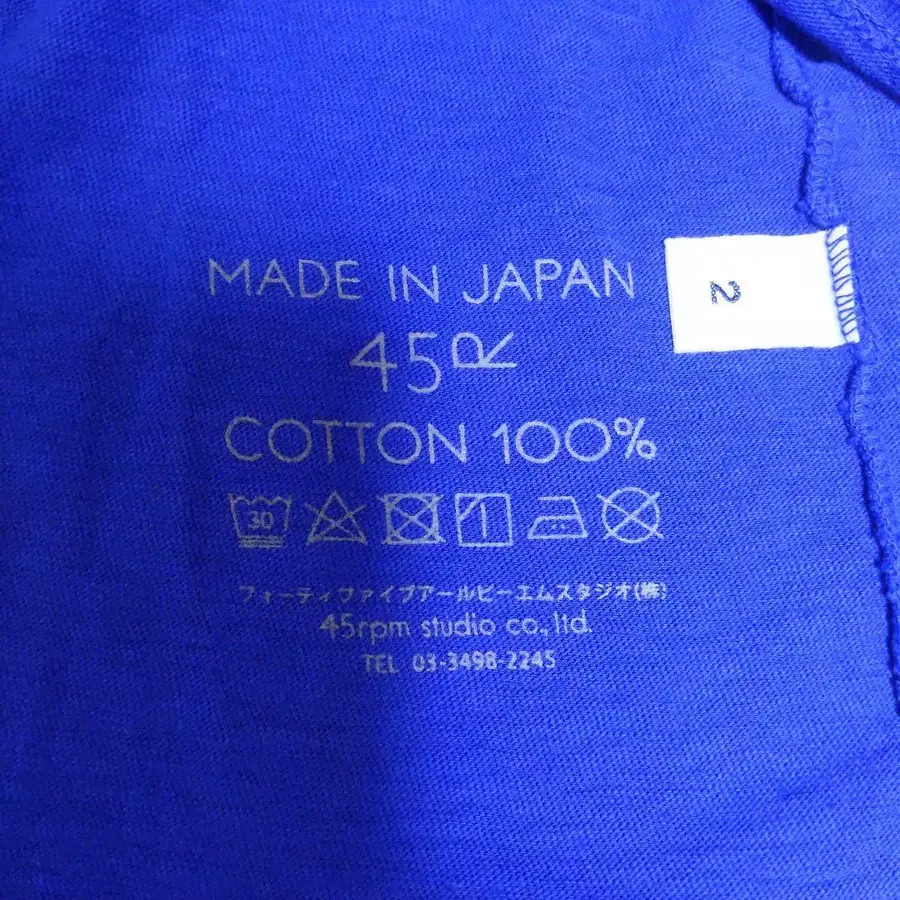 MADE IN JAPAN
45R
COTTON 100%
30
フォーティファイブアールピーエムスタジオ(株)
45rpm studio co., ltd.
TEL 03-3498-2245
2